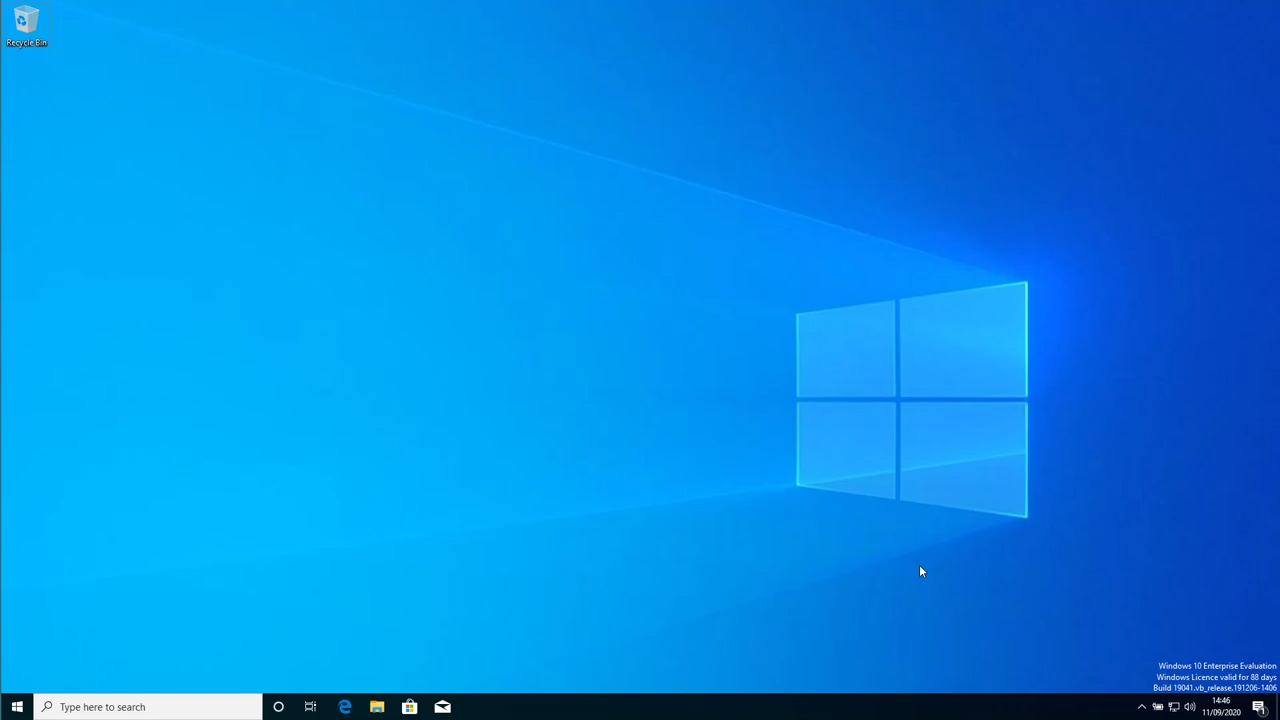 Recycle Bin
Windows 10 Enterprise Evaluation
Windows Licence valid for 88 days
Build 19041.vb_release.191206-1406
Type here to search
14:46
11/09/2020
1